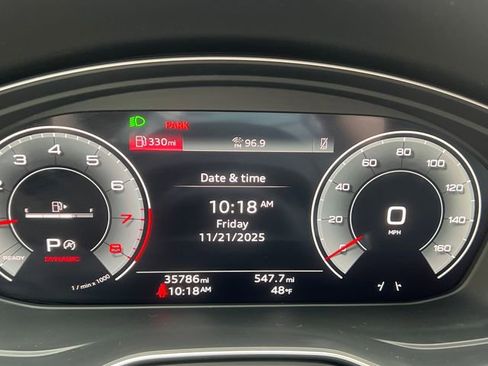 PARK
330mi
FM 96.9
Date & time
10:18 AM
Friday
11/21/2025
2 3 4 5 6 7 8
E F
P
READY
DYNAMIC
1 / min x 1000
0 20 40 60 80 100 120 140 160
0
MPH
35786mi 547.7mi
10:18AM 48°F